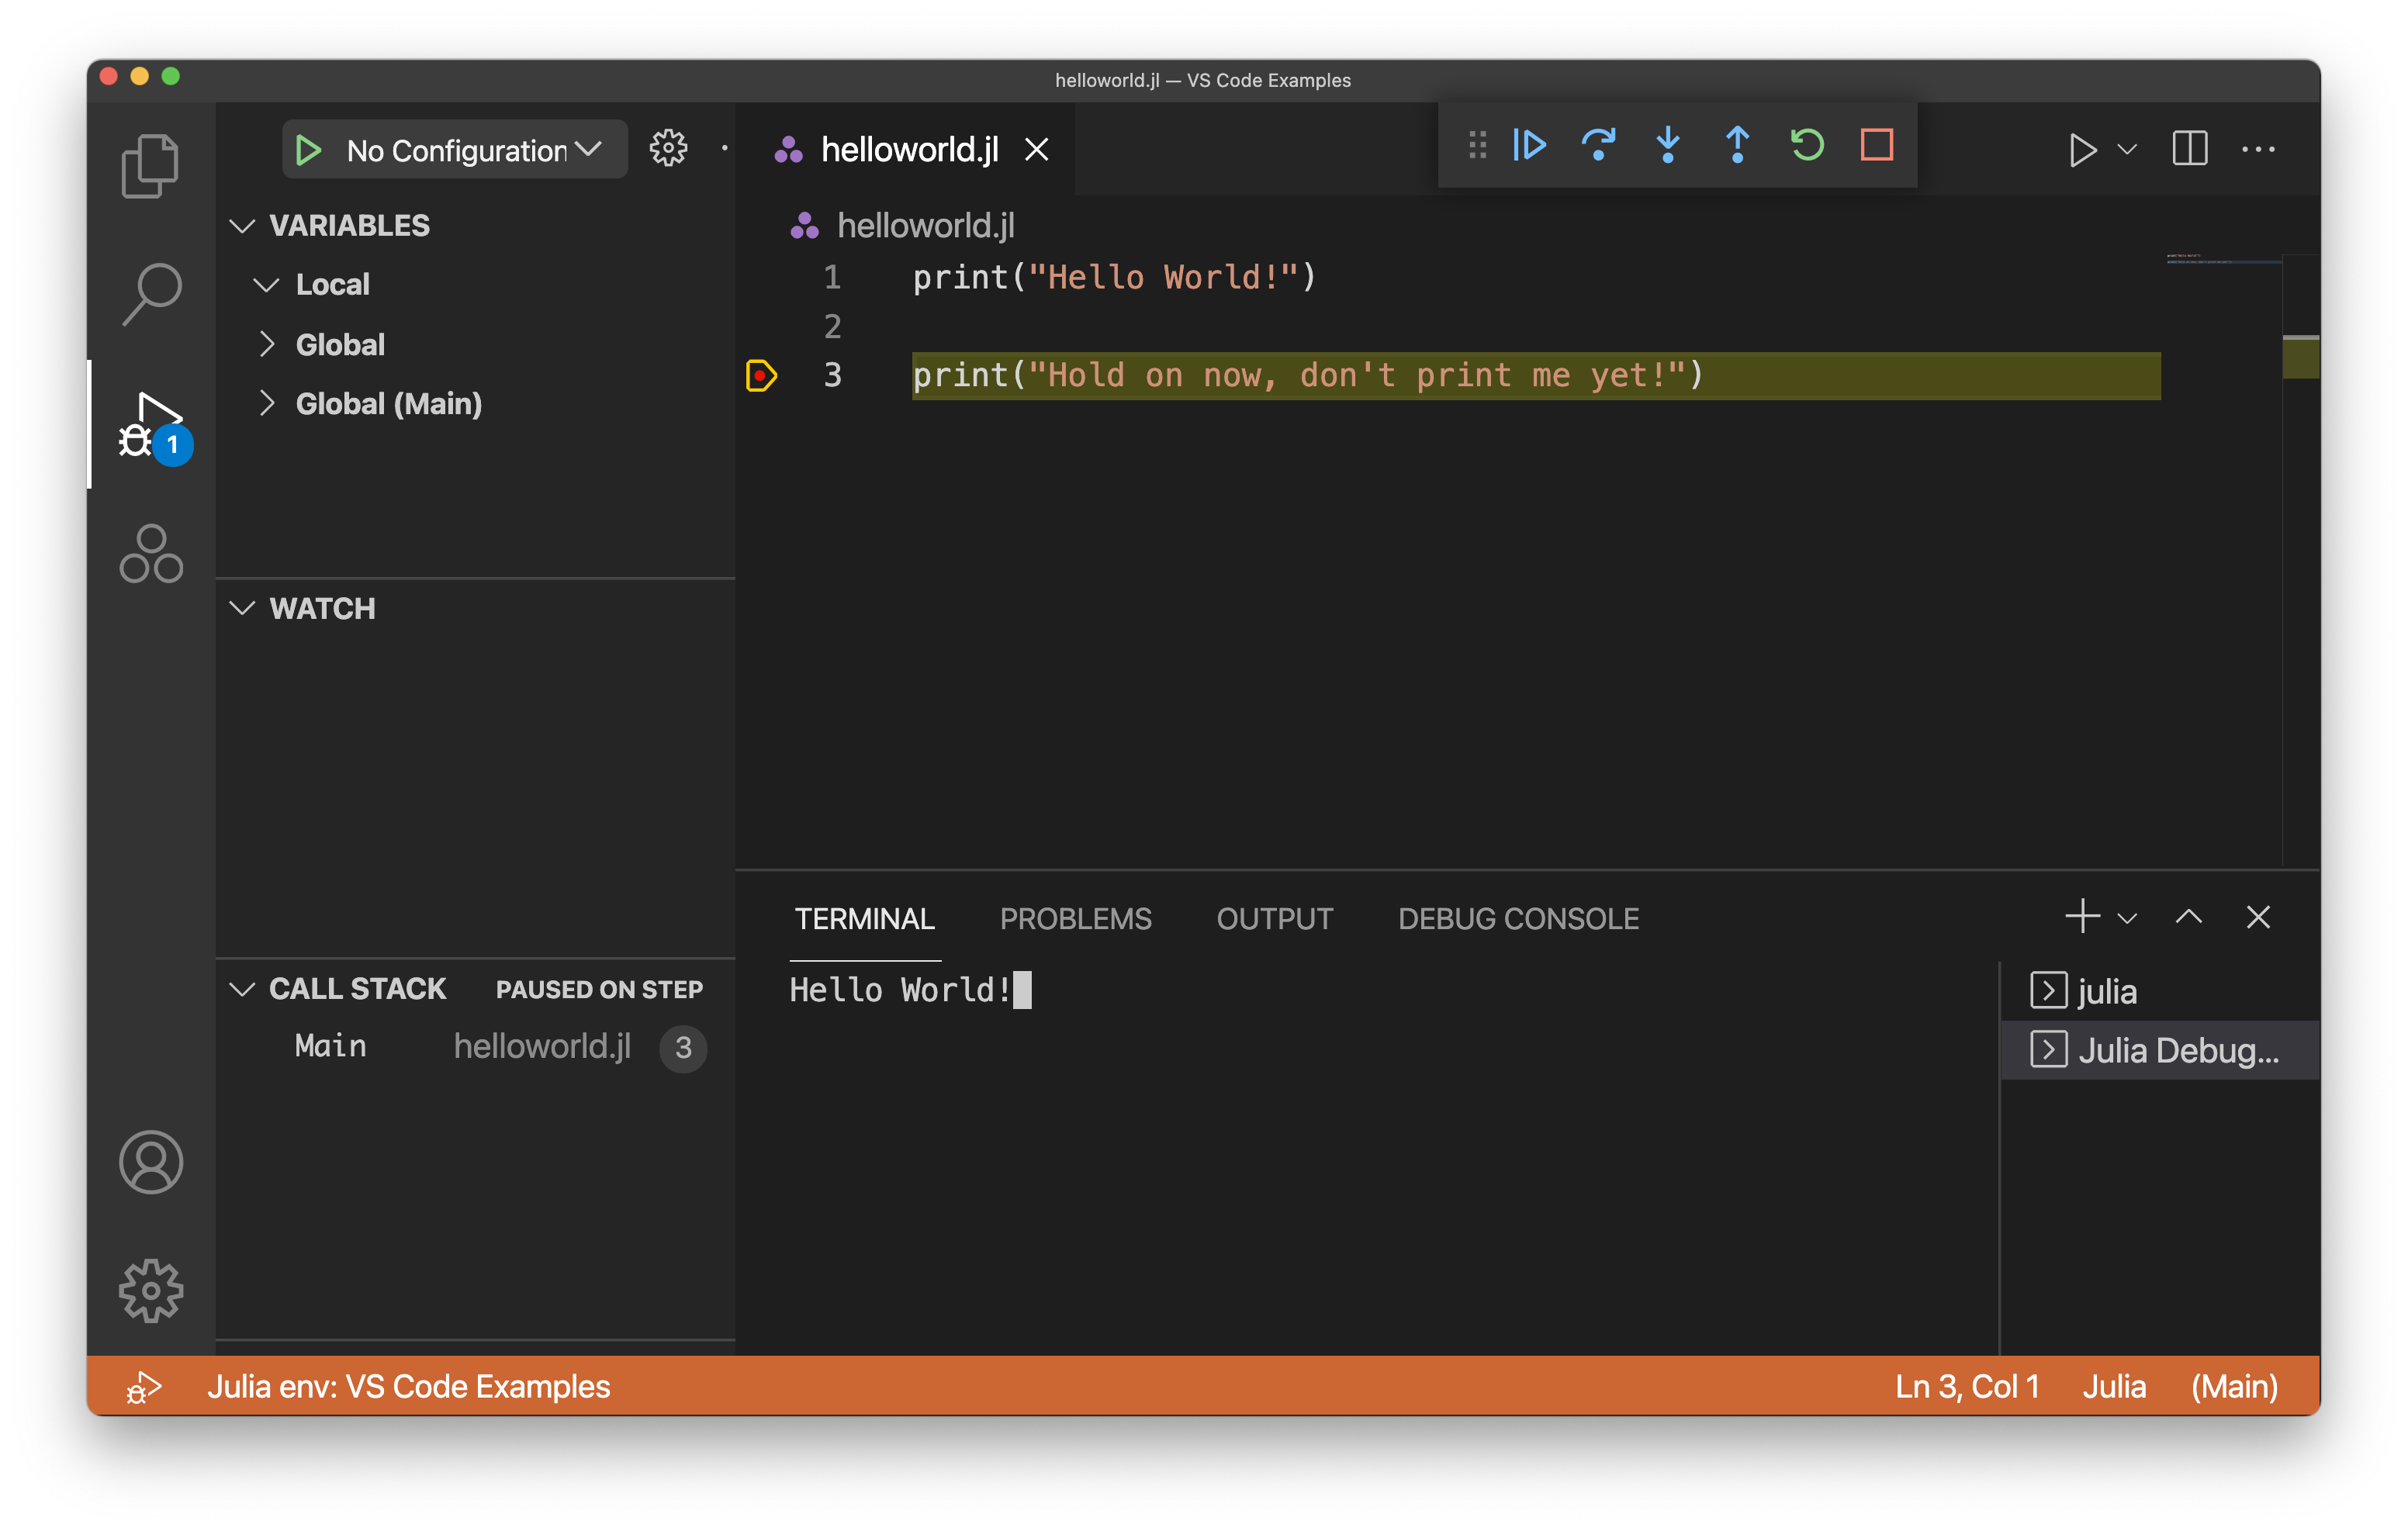 helloworld.jl — VS Code Examples
No Configuration
helloworld.jl
VARIABLES
Local
Global
Global (Main)
1
WATCH
CALL STACK PAUSED ON STEP
Main helloworld.jl 3
helloworld.jl
1 print("Hello World!")
2
3 print("Hold on now, don't print me yet!")
TERMINAL PROBLEMS OUTPUT DEBUG CONSOLE
Hello World!
julia
Julia Debug...
Julia env: VS Code Examples Ln 3, Col 1 Julia (Main)